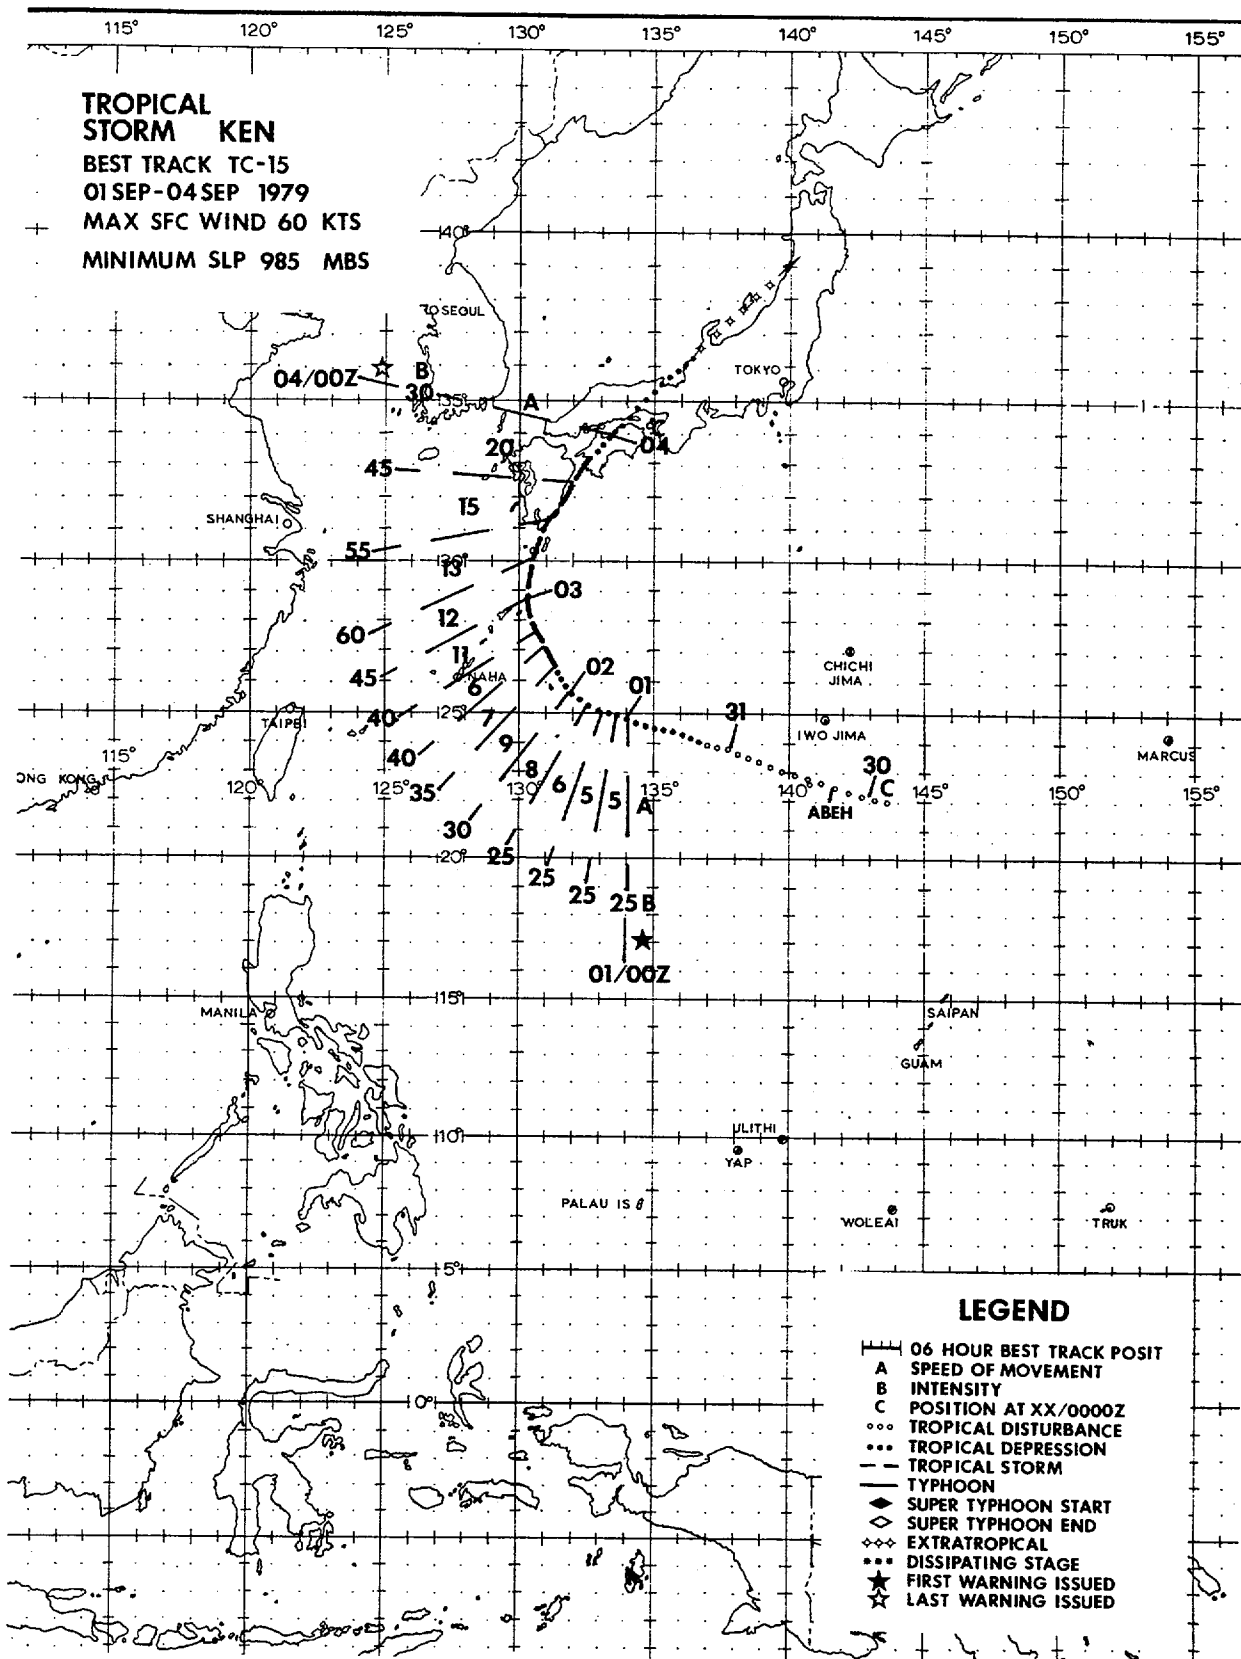 115° 120° 125° 130° 135° 140° 145° 150° 155°
TROPICAL
STORM KEN
BEST TRACK TC-15
01 SEP-04 SEP 1979
MAX SFC WIND 60 KTS
MINIMUM SLP 985 MBS
40°
SEOUL
TOKYO
04/00Z
B
30
35°
A
20
04
45
15
SHANGHAI
55
30°
13
03
12
60
11
NAHA
45
6
02
01
CHICHI
JIMA
TAIPEI
40
25°
7
31
IWO JIMA
MARCUS
115°
40
9
8
6
5
5
A
30
C
ONG KONG
120°
35
130°
135°
140°
145°
150°
155°
ABEH
30
25
20°
25
25
25 B
01/00Z
15°
MANILA
SAIPAN
GUAM
10°
ULITHI
YAP
PALAU IS
WOLEAI
TRUK
5°
0°
LEGEND
06 HOUR BEST TRACK POSIT
A SPEED OF MOVEMENT
B INTENSITY
C POSITION AT XX/0000Z
TROPICAL DISTURBANCE
TROPICAL DEPRESSION
TROPICAL STORM
TYPHOON
SUPER TYPHOON START
SUPER TYPHOON END
EXTRATROPICAL
DISSIPATING STAGE
FIRST WARNING ISSUED
LAST WARNING ISSUED